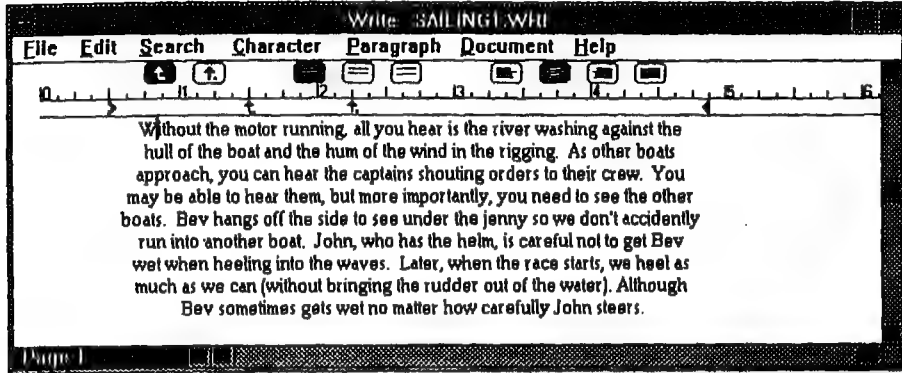 Write SAILING1.WRI
File Edit Search Character Paragraph Document Help
0 1 2 3 4 5 6
Without the motor running, all you hear is the river washing against the
hull of the boat and the hum of the wind in the rigging. As other boats
approach, you can hear the captains shouting orders to their crew. You
may be able to hear them, but more importantly, you need to see the other
boats. Bev hangs off the side to see under the jenny so we don't accidently
run into another boat. John, who has the helm, is careful not to get Bev
wet when heeling into the waves. Later, when the race starts, we heel as
much as we can (without bringing the rudder out of the water). Although
Bev sometimes gets wet no matter how carefully John steers.
Page 1